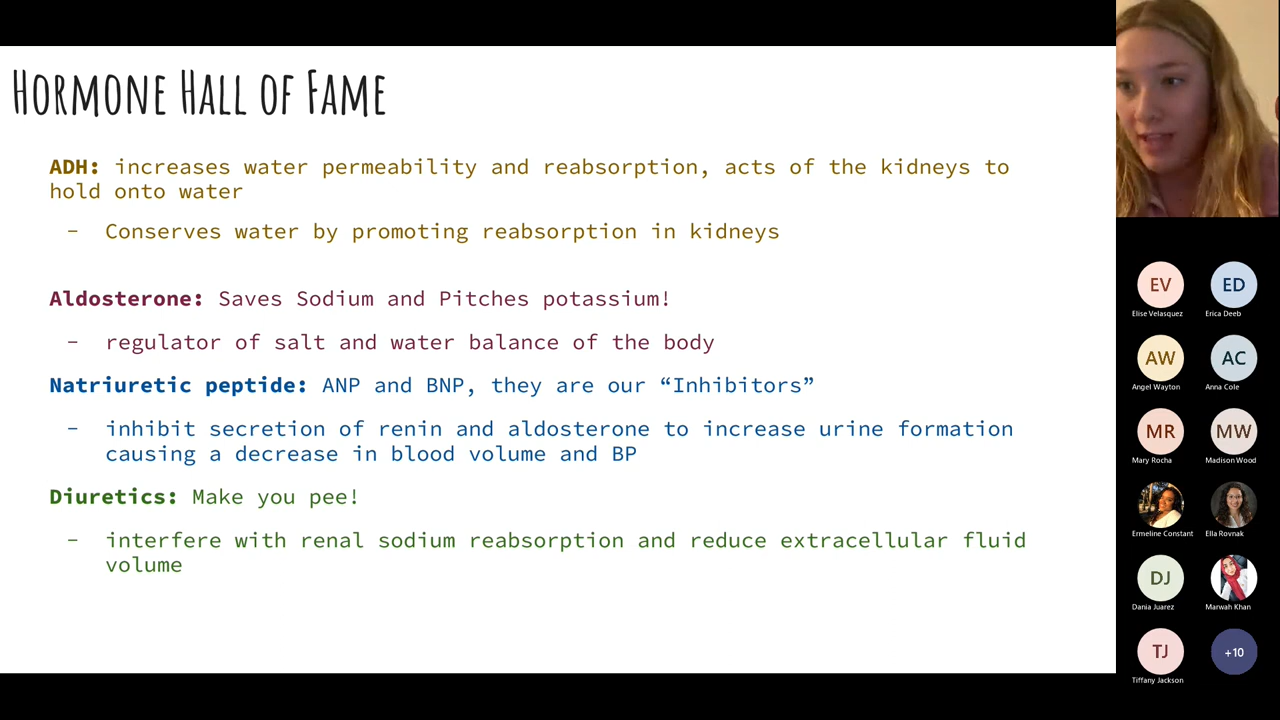 Hormone Hall of Fame
ADH: increases water permeability and reabsorption, acts of the kidneys to
hold onto water
- Conserves water by promoting reabsorption in kidneys
Aldosterone: Saves Sodium and Pitches potassium!
- regulator of salt and water balance of the body
Natriuretic peptide: ANP and BNP, they are our “Inhibitors”
- inhibit secretion of renin and aldosterone to increase urine formation
causing a decrease in blood volume and BP
Diuretics: Make you pee!
- interfere with renal sodium reabsorption and reduce extracellular fluid
volume
EV ED
Elise Velasquez Erica Deeb
AW AC
Angel Wayton Anna Cole
MR MW
Mary Rocha Madison Wood
Ermeline Constant Ella Rovnak
DJ
Dania Juarez Marwah Khan
TJ +10
Tiffany Jackson